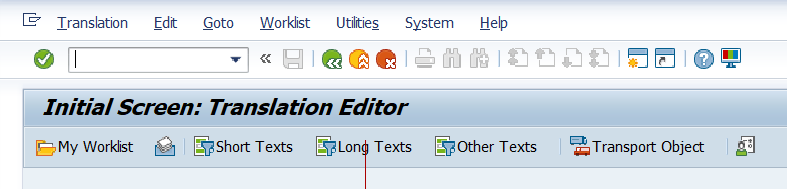 Translation Edit Goto Worklist Utilities System Help
Initial Screen: Translation Editor
My Worklist Short Texts Long Texts Other Texts Transport Object